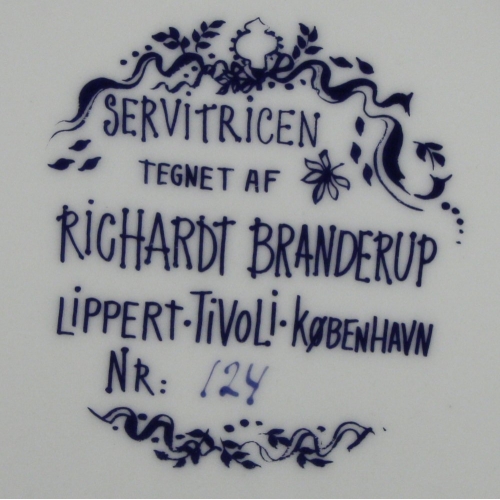 SERVITRICEN
TEGNET AF
RICHARDT BRANDERUP
LIPPERT·TIVOLI·KØBENHAVN
NR: 124